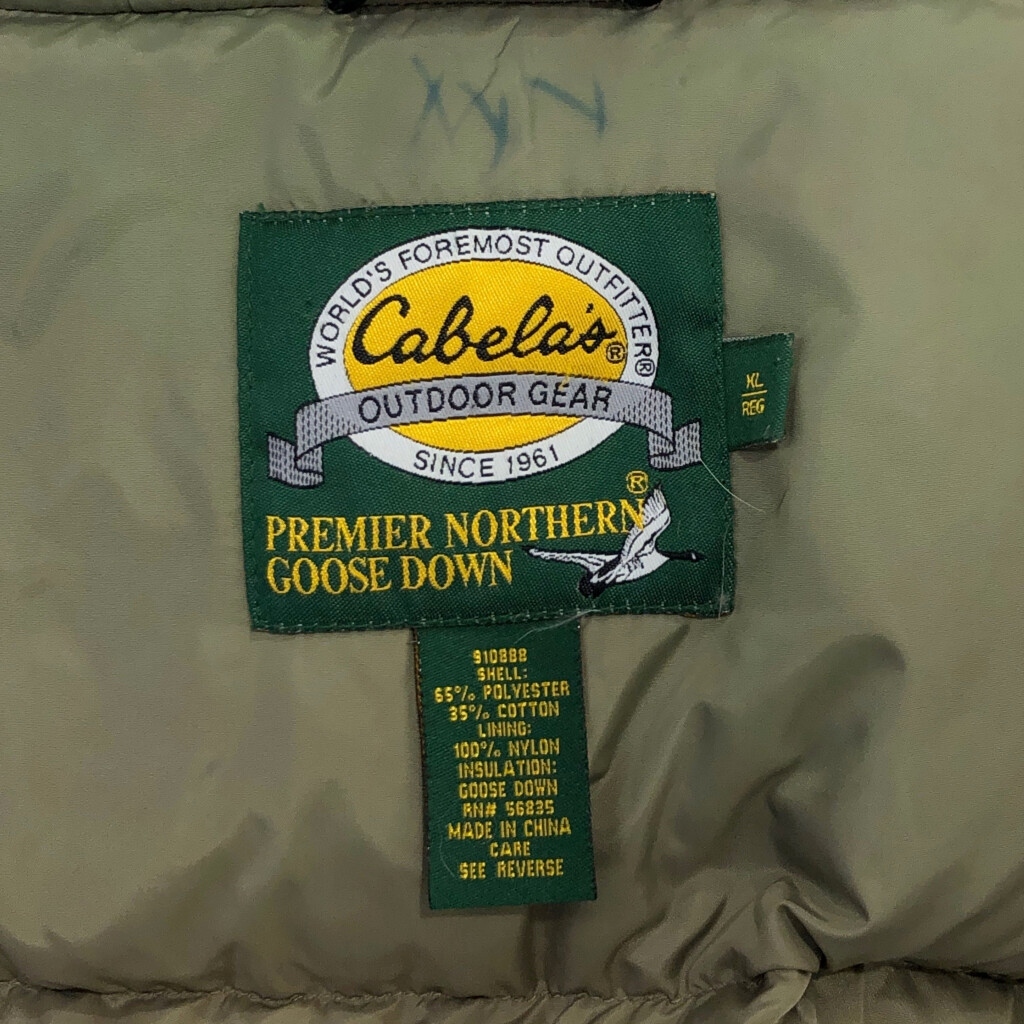 WORLD'S FOREMOST OUTFITTER®
Cabela's®
OUTDOOR GEAR
SINCE 1961
XL
REG
PREMIER NORTHERN®
GOOSE DOWN
910888
SHELL:
65% POLYESTER
35% COTTON
LINING:
100% NYLON
INSULATION:
GOOSE DOWN
RN# 56835
MADE IN CHINA
CARE
SEE REVERSE